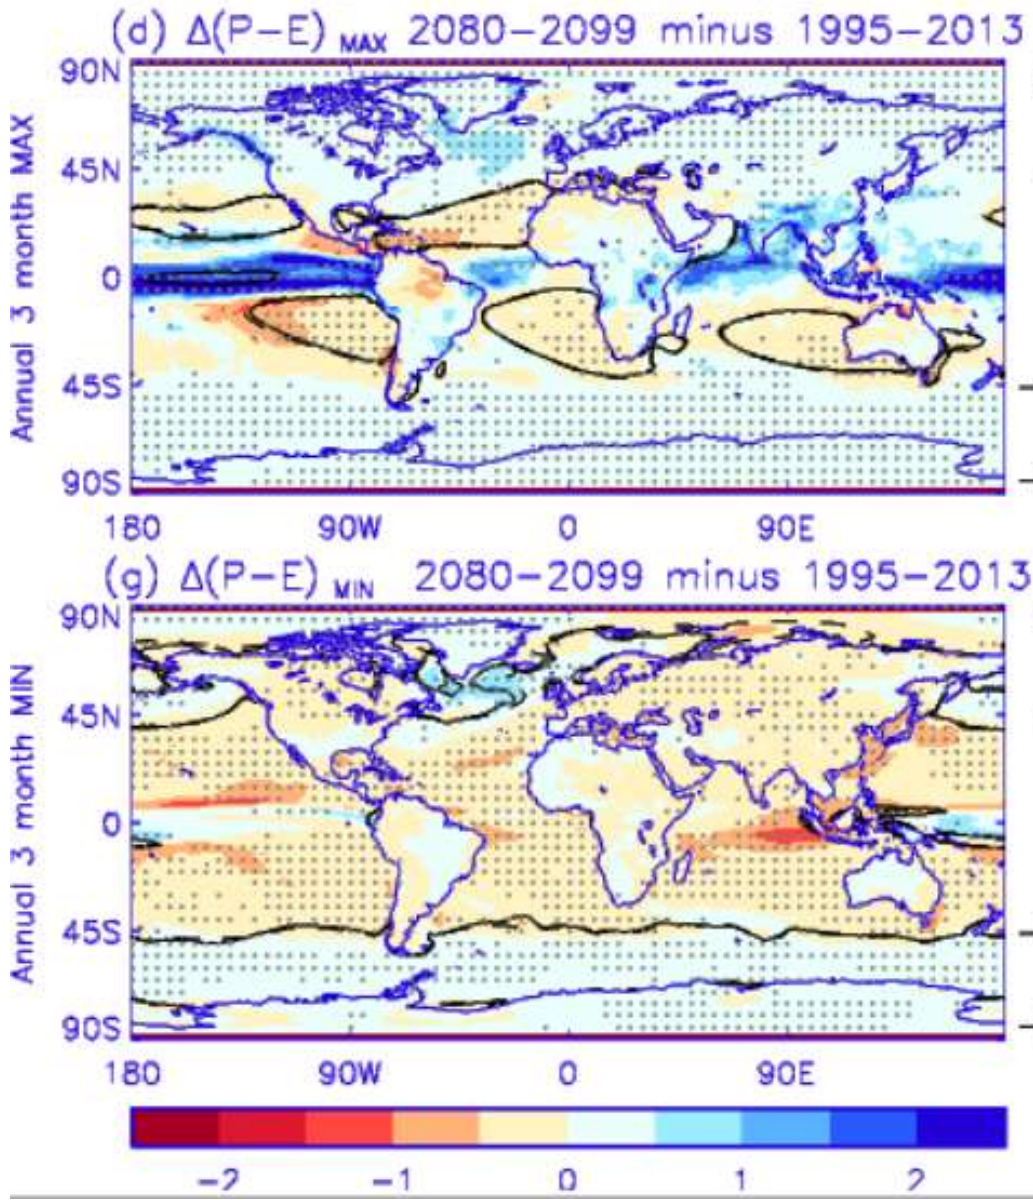 (d) Δ(P−E) MAX 2080−2099 minus 1995−2013
Annual 3 month MAX
90N
45N
0
45S
90S
180 90W 0 90E
(g) Δ(P−E) MIN 2080−2099 minus 1995−2013
Annual 3 month MIN
90N
45N
0
45S
90S
180 90W 0 90E
−2 −1 0 1 2